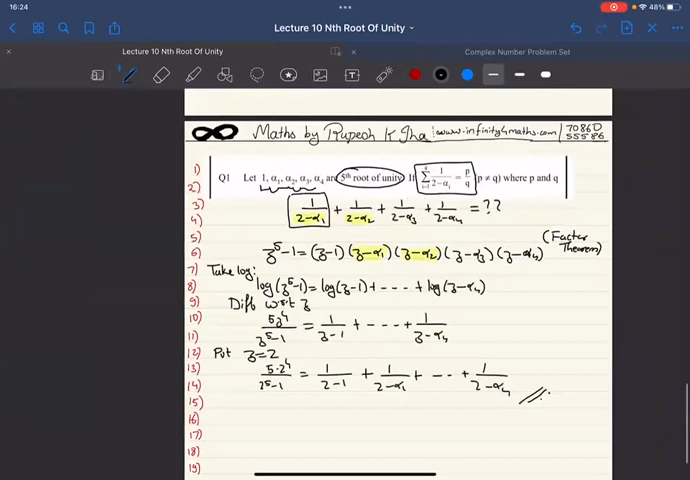 16:24
48%
Lecture 10 Nth Root Of Unity
Lecture 10 Nth Root Of Unity
Complex Number Problem Set
Maths by Rupesh K Jha www.infinity4maths.com 7086D 55586
1) Q1 Let 1, α₁, α₂, α₃, α₄ are 5th root of unity. If ∑ᵢ₌₁⁴ 1/(2-αᵢ) = p/q (p ≠ q) where p and q
2)
3) 1/(2-α₁) + 1/(2-α₂) + 1/(2-α₃) + 1/(2-α₄) = ??
4)
5) (Factor Theorem)
6) z⁵-1 = (z-1)(z-α₁)(z-α₂)(z-α₃)(z-α₄)
7) Take log:
8) log(z⁵-1) = log(z-1) + ---- + log(z-α₄)
9) Diff w.r.t z
10) 5z⁴/(z⁵-1) = 1/(z-1) + ---- + 1/(z-α₄)
11)
12) Put z=2
13) 5·2⁴/(2⁵-1) = 1/(2-1) + 1/(2-α₁) + --- + 1/(2-α₄)
14)
15)
16)
17)
18)
19)